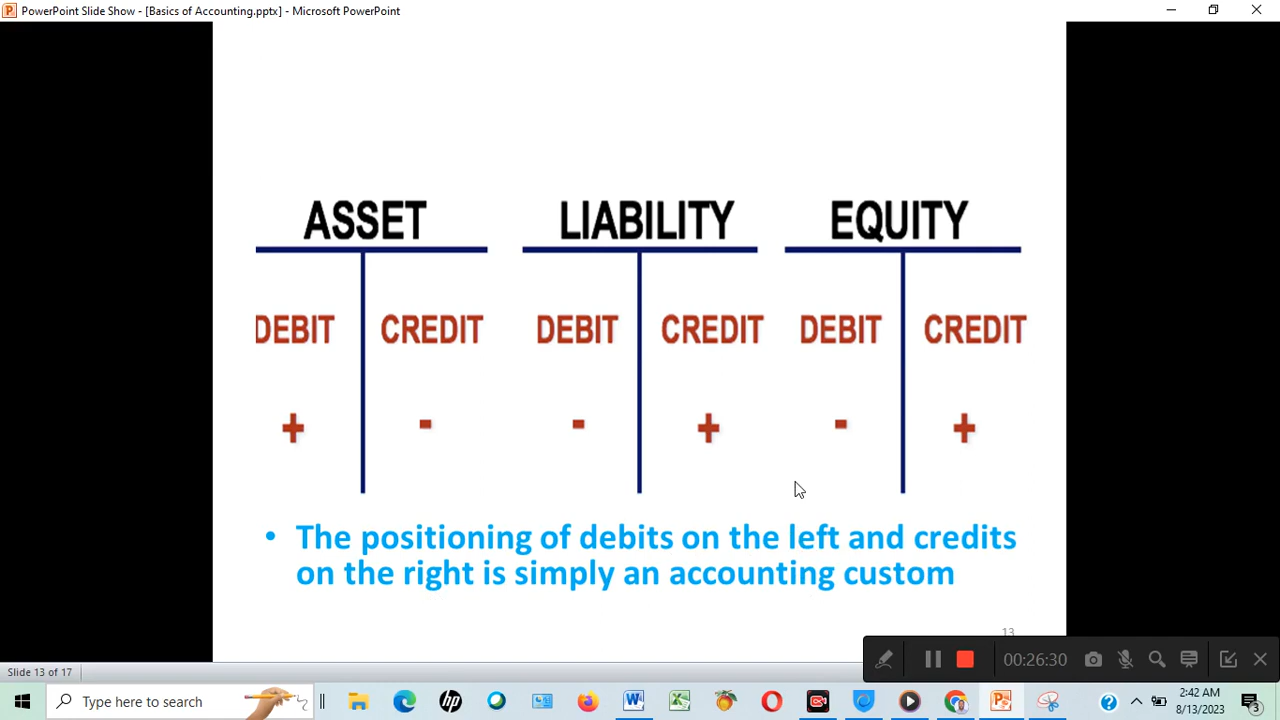 PowerPoint Slide Show - [Basics of Accounting.pptx] - Microsoft PowerPoint
ASSET LIABILITY EQUITY
DEBIT CREDIT DEBIT CREDIT DEBIT CREDIT
+ - - + - +
• The positioning of debits on the left and credits
on the right is simply an accounting custom
13
00:26:30
Slide 13 of 17
Type here to search
hp
W
X
P
?
2:42 AM
8/13/2023
3